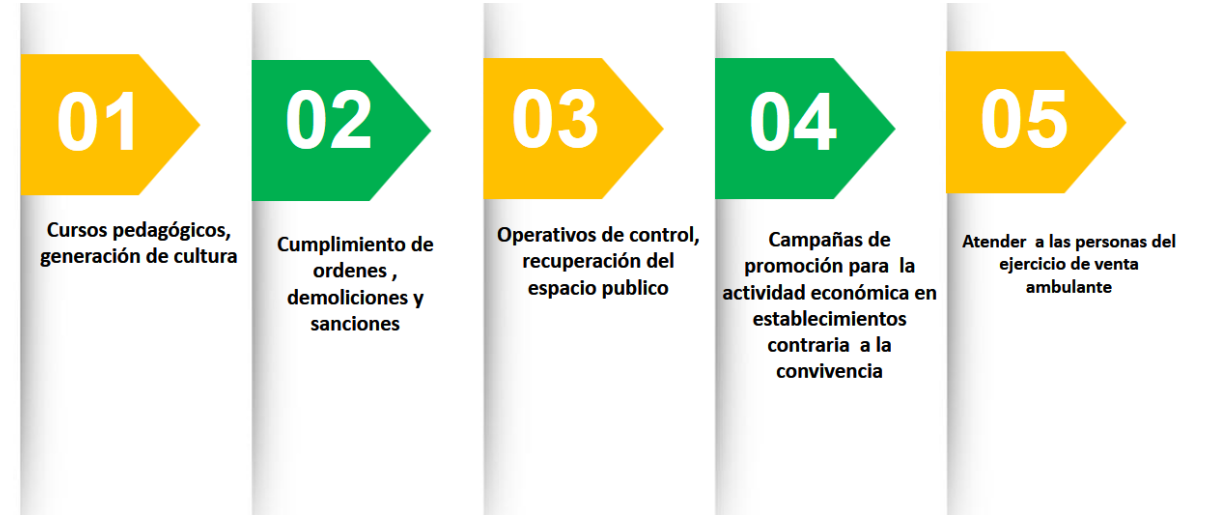 01
Cursos pedagógicos,
generación de cultura
02
Cumplimiento de
ordenes ,
demoliciones y
sanciones
03
Operativos de control,
recuperación del
espacio publico
04
Campañas de
promoción para la
actividad económica en
establecimientos
contraria a la
convivencia
05
Atender a las personas del
ejercicio de venta
ambulante